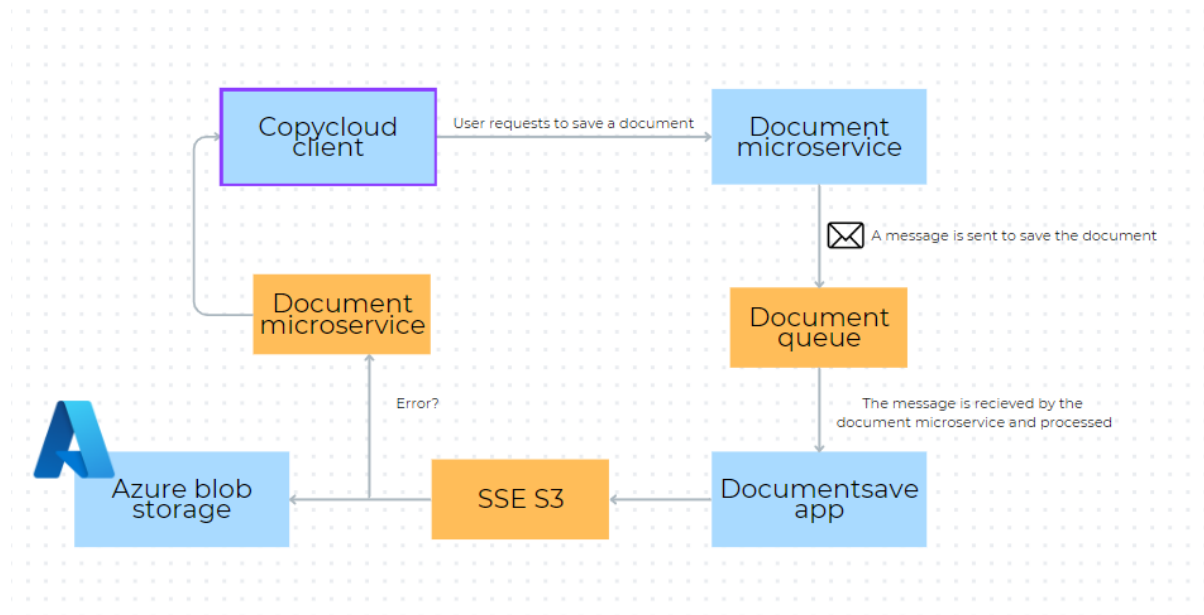 Copycloud
client
User requests to save a document
Document
microservice
A message is sent to save the document
Document
microservice
Document
queue
Error?
The message is recieved by the
document microservice and processed
Azure blob
storage
SSE S3
Documentsave
app